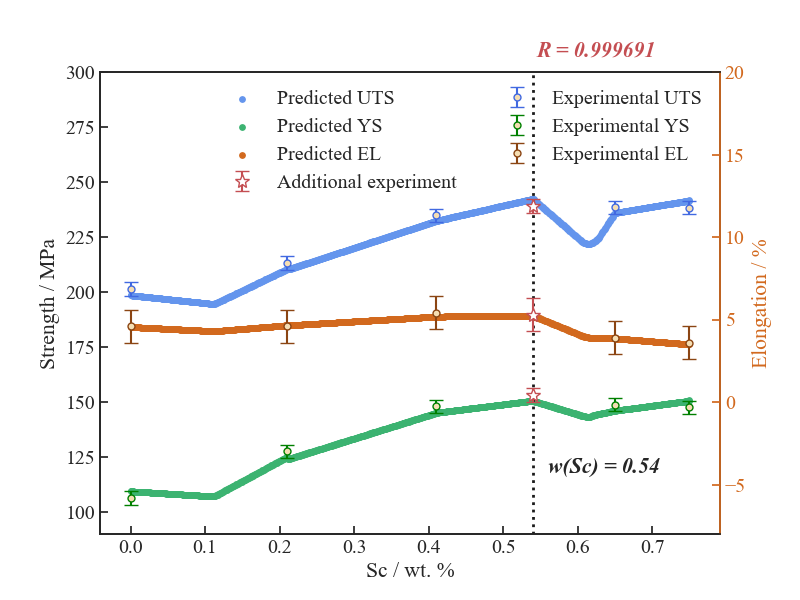 R = 0.999691
300
275
250
225
200
175
150
125
100
Strength / MPa
Predicted UTS
Predicted YS
Predicted EL
Additional experiment
Experimental UTS
Experimental YS
Experimental EL
w(Sc) = 0.54
20
15
10
5
0
−5
Elongation / %
0.0 0.1 0.2 0.3 0.4 0.5 0.6 0.7
Sc / wt. %